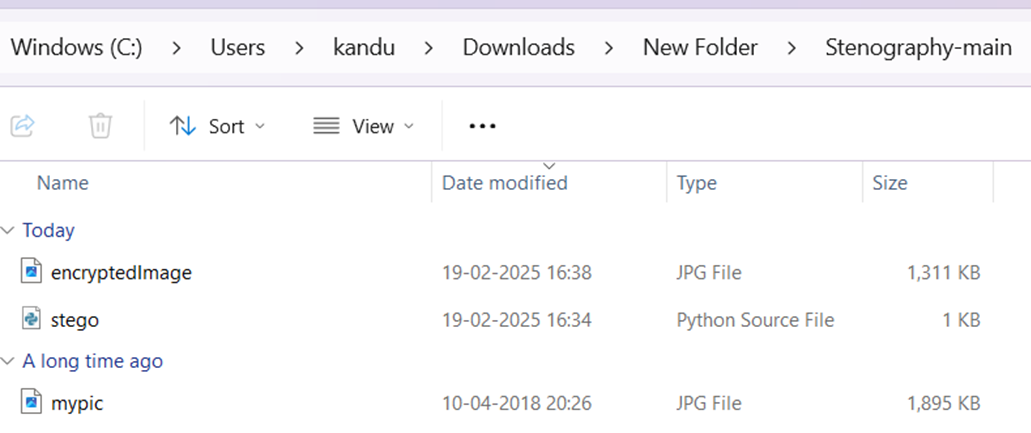 Windows (C:) > Users > kandu > Downloads > New Folder > Stenography-main
Sort View
Name Date modified Type Size
Today
encryptedImage 19-02-2025 16:38 JPG File 1,311 KB
stego 19-02-2025 16:34 Python Source File 1 KB
A long time ago
mypic 10-04-2018 20:26 JPG File 1,895 KB